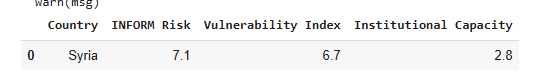 warn(msg)
Country INFORM Risk Vulnerability Index Institutional Capacity
0 Syria 7.1 6.7 2.8